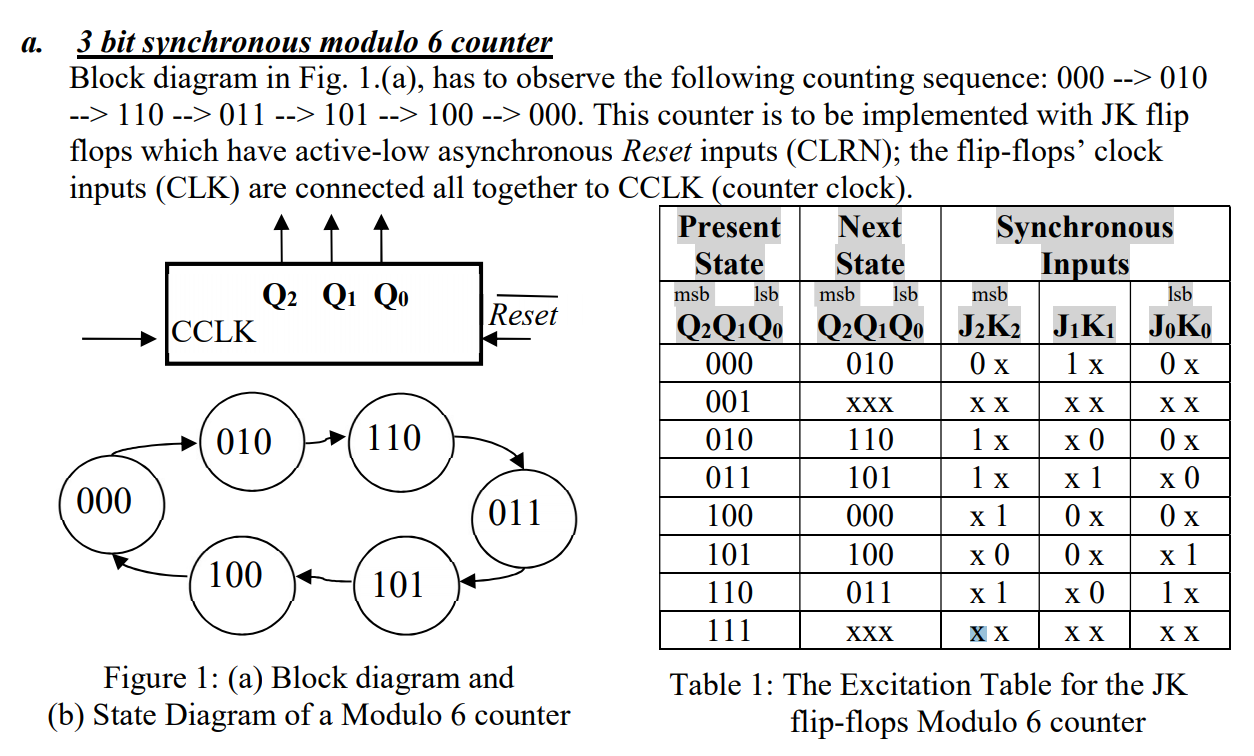 a. 3 bit synchronous modulo 6 counter
Block diagram in Fig. 1.(a), has to observe the following counting sequence: 000 --> 010
--> 110 --> 011 --> 101 --> 100 --> 000. This counter is to be implemented with JK flip
flops which have active-low asynchronous Reset inputs (CLRN); the flip-flops’ clock
inputs (CLK) are connected all together to CCLK (counter clock).
Q2 Q1 Q0
CCLK
Reset
010
110
000
011
100
101
Figure 1: (a) Block diagram and
(b) State Diagram of a Modulo 6 counter
Present Next Synchronous
State State Inputs
msb lsb msb lsb msb lsb
Q2Q1Q0 Q2Q1Q0 J2K2 J1K1 J0K0
000 010 0 x 1 x 0 x
001 xxx x x x x x x
010 110 1 x x 0 0 x
011 101 1 x x 1 x 0
100 000 x 1 0 x 0 x
101 100 x 0 0 x x 1
110 011 x 1 x 0 1 x
111 xxx x x x x x x
Table 1: The Excitation Table for the JK
flip-flops Modulo 6 counter